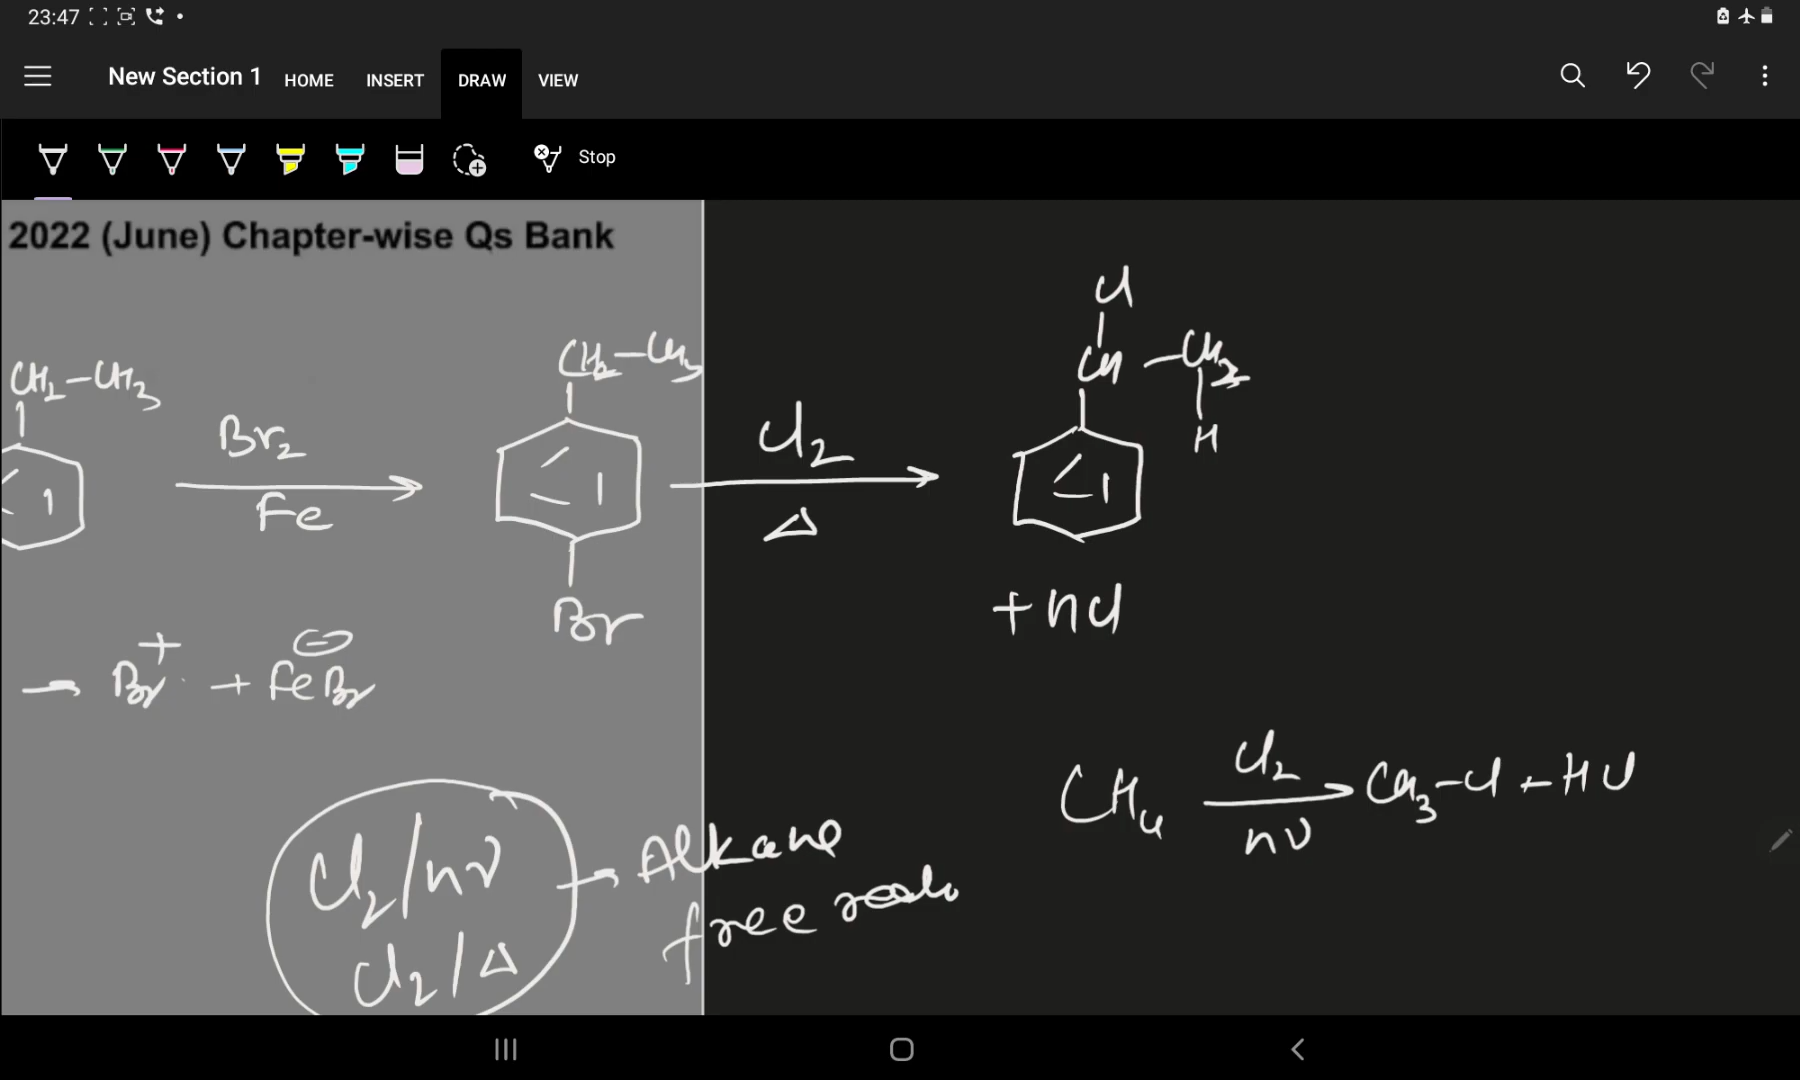 23:47
New Section 1 HOME INSERT DRAW VIEW
Stop
2022 (June) Chapter-wise Qs Bank
Cl
CH2-CH3
CH2-CH3
CH-CH2
H
Br2
Fe
Cl2
Δ
Br
+ HCl
→ Br+ + FeBr ⊖
CH4 Cl2 hν → CH3-Cl + HCl
Cl2/hν → Alkane
free
Cl2/Δ